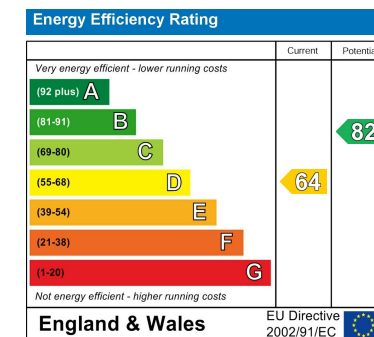 Energy Efficiency Rating
Current Potentia
Very energy efficient - lower running costs
(92 plus) A
(81-91) B
82
(69-80) C
(55-68) D
64
(39-54) E
(21-38) F
(1-20) G
Not energy efficient - higher running costs
England & Wales
EU Directive
2002/91/EC